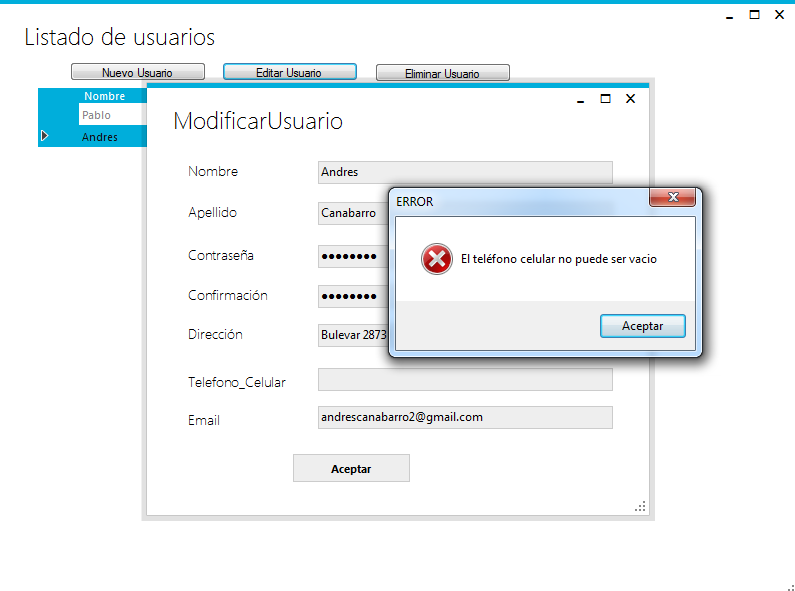 Listado de usuarios
Nuevo Usuario Editar Usuario Eliminar Usuario
Nombre
Pablo
Andres
ModificarUsuario
Nombre Andres
Apellido Canabarro
Contraseña ●●●●●●●●
Confirmación ●●●●●●●●
Dirección Bulevar 2873
Telefono_Celular
Email andrescanabarro2@gmail.com
Aceptar
ERROR
El teléfono celular no puede ser vacio
Aceptar